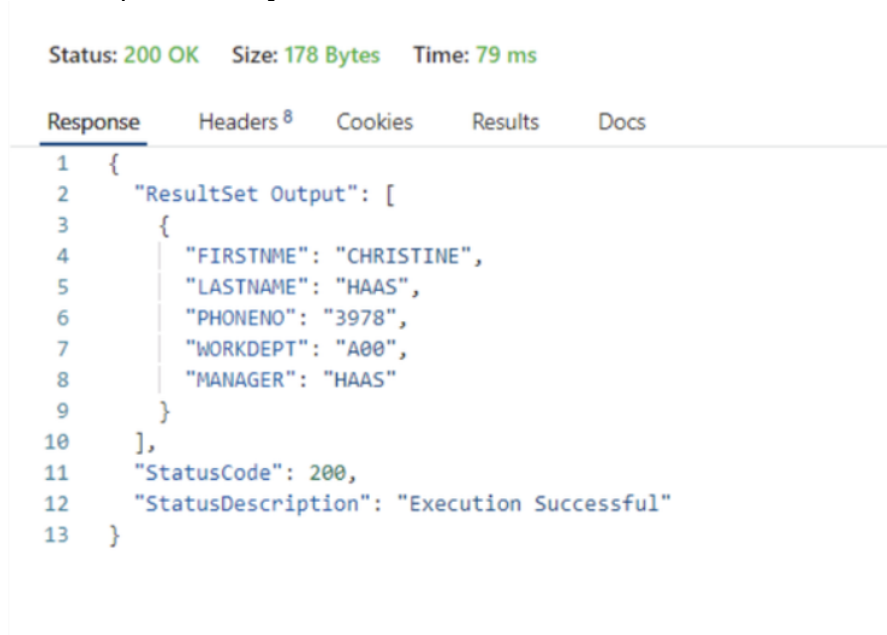 Status: 200 OK Size: 178 Bytes Time: 79 ms
Response Headers 8 Cookies Results Docs
1 {
2 "ResultSet Output": [
3 {
4 "FIRSTNME": "CHRISTINE",
5 "LASTNAME": "HAAS",
6 "PHONENO": "3978",
7 "WORKDEPT": "A00",
8 "MANAGER": "HAAS"
9 }
10 ],
11 "StatusCode": 200,
12 "StatusDescription": "Execution Successful"
13 }